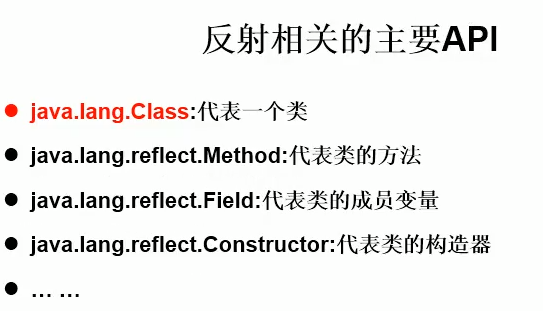 反射相关的主要API
java.lang.Class:代表一个类
java.lang.reflect.Method:代表类的方法
java.lang.reflect.Field:代表类的成员变量
java.lang.reflect.Constructor:代表类的构造器
… …